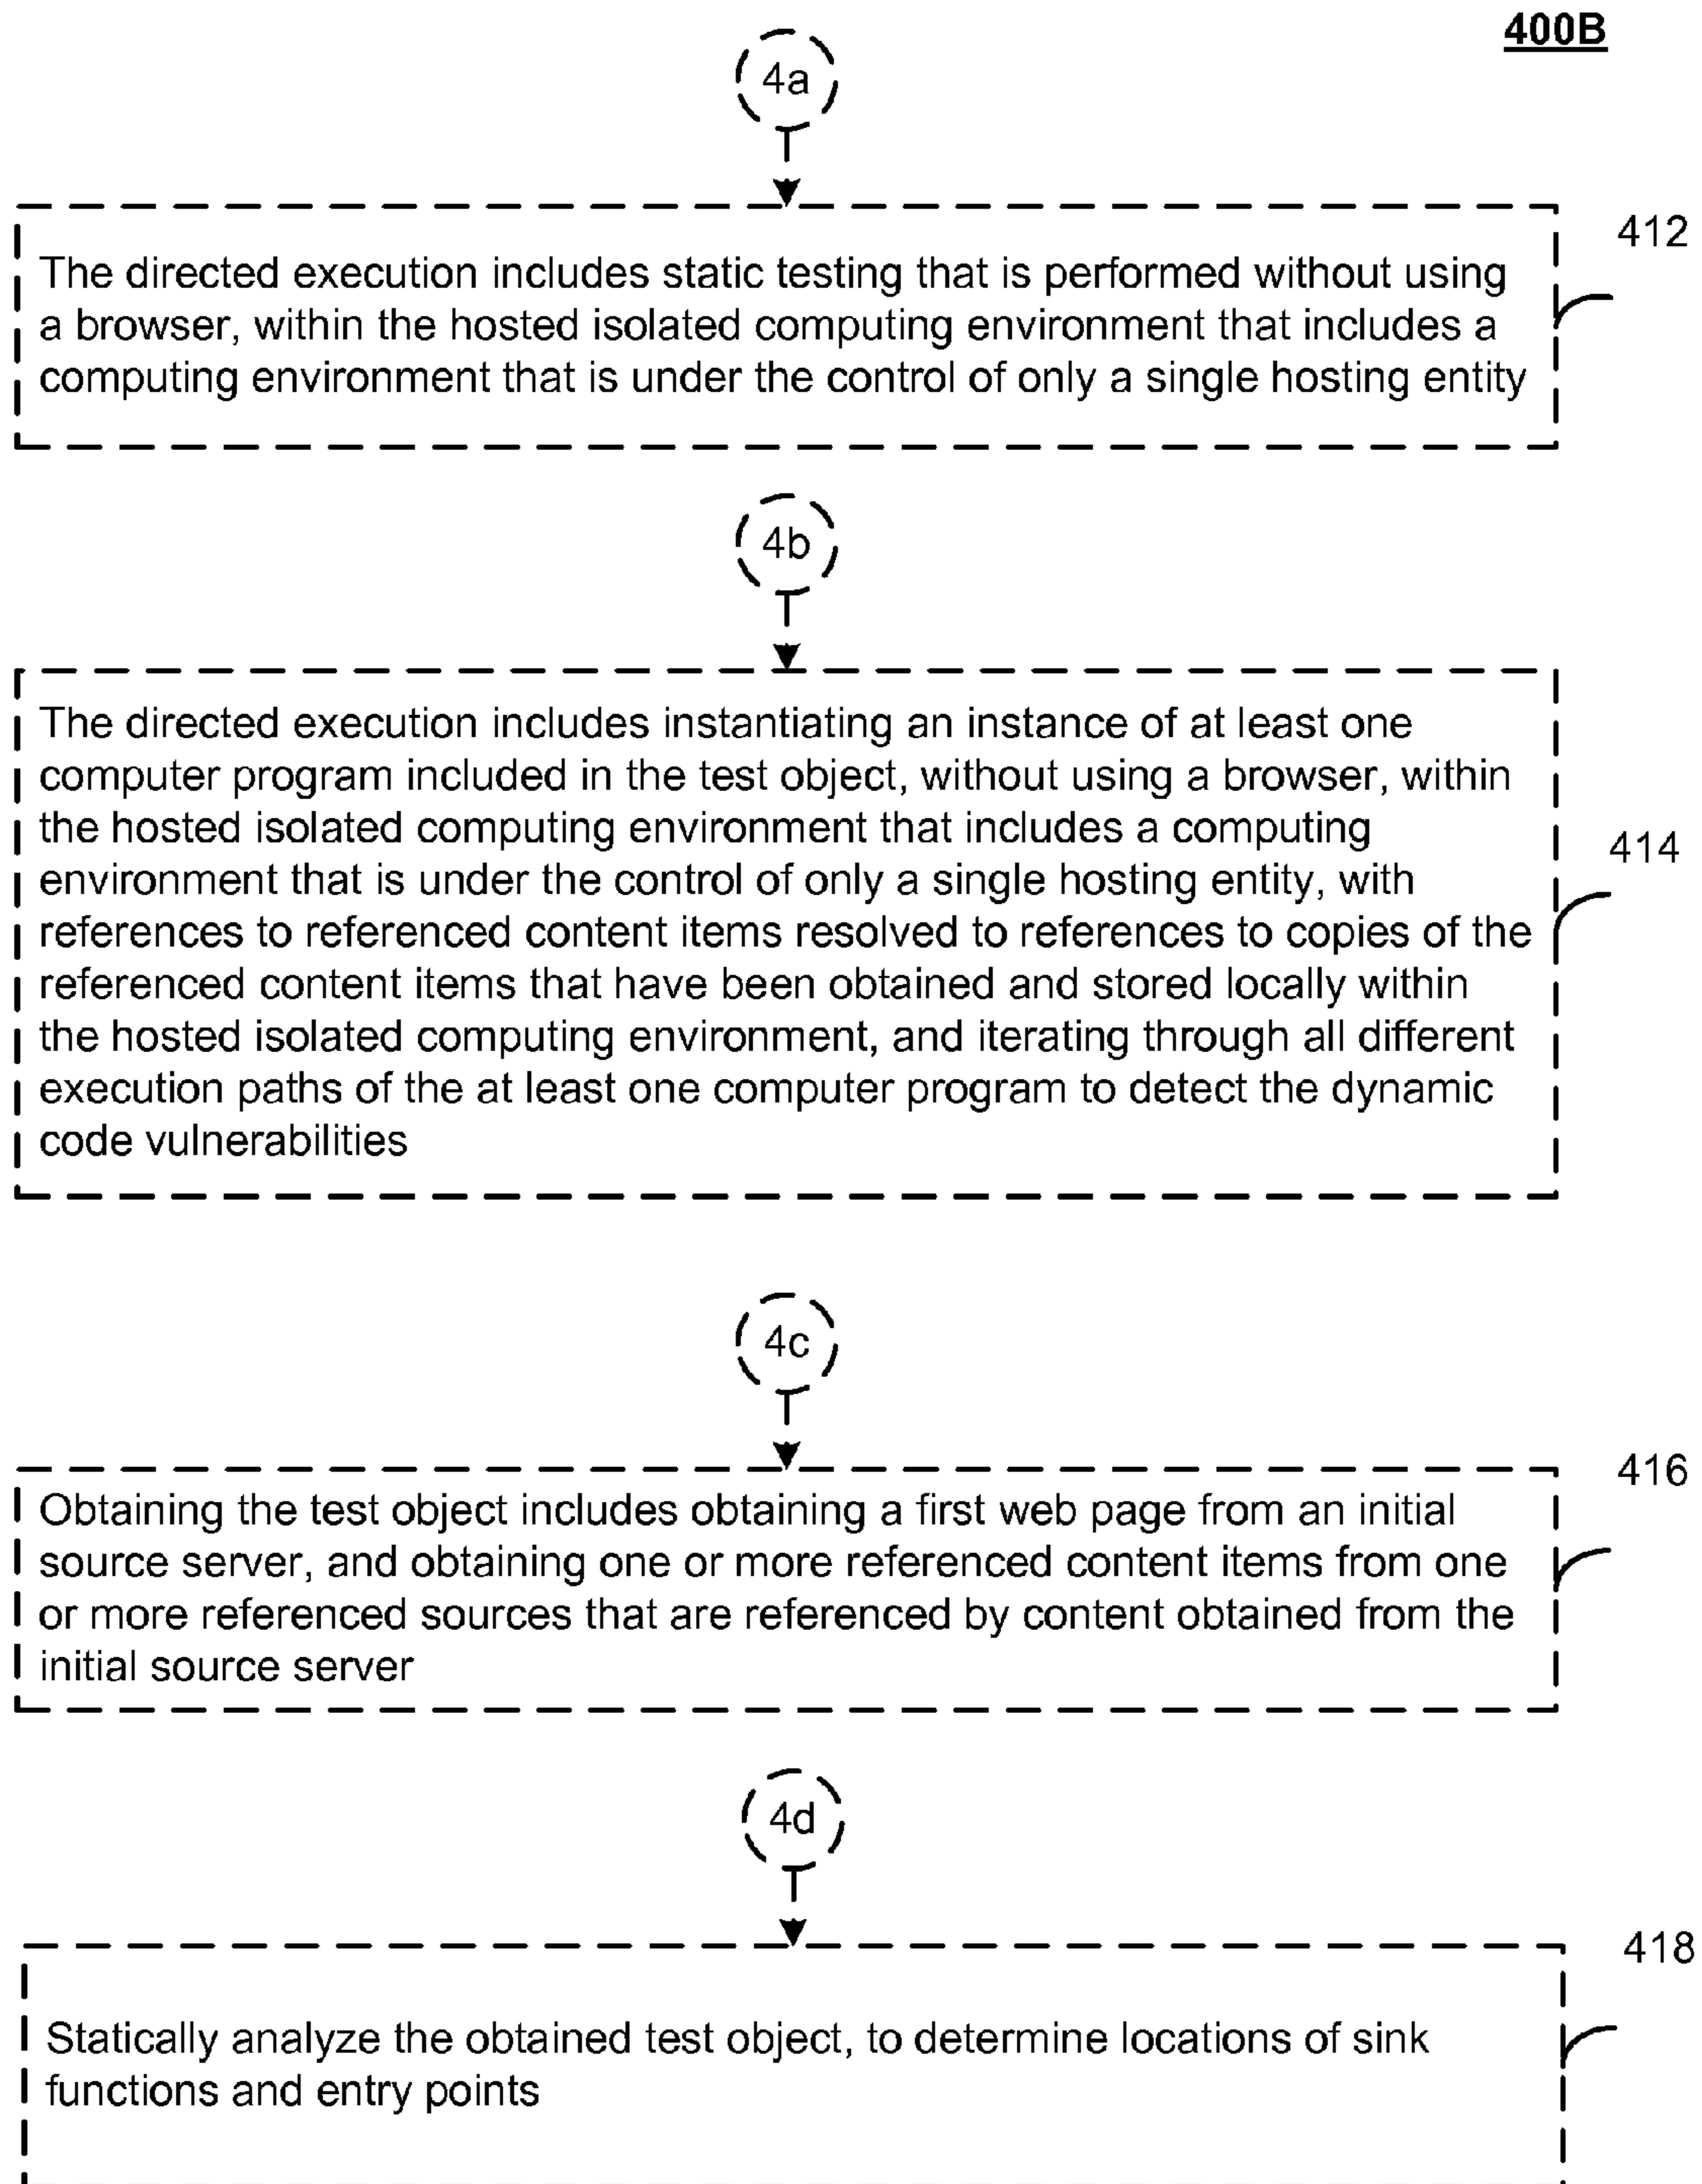 400B
4a
412
The directed execution includes static testing that is performed without using
a browser, within the hosted isolated computing environment that includes a
computing environment that is under the control of only a single hosting entity
4b
The directed execution includes instantiating an instance of at least one
computer program included in the test object, without using a browser, within
the hosted isolated computing environment that includes a computing
414
environment that is under the control of only a single hosting entity, with
references to referenced content items resolved to references to copies of the
referenced content items that have been obtained and stored locally within
the hosted isolated computing environment, and iterating through all different
execution paths of the at least one computer program to detect the dynamic
code vulnerabilities
4c
416
Obtaining the test object includes obtaining a first web page from an initial
source server, and obtaining one or more referenced content items from one
or more referenced sources that are referenced by content obtained from the
initial source server
4d
418
Statically analyze the obtained test object, to determine locations of sink
functions and entry points